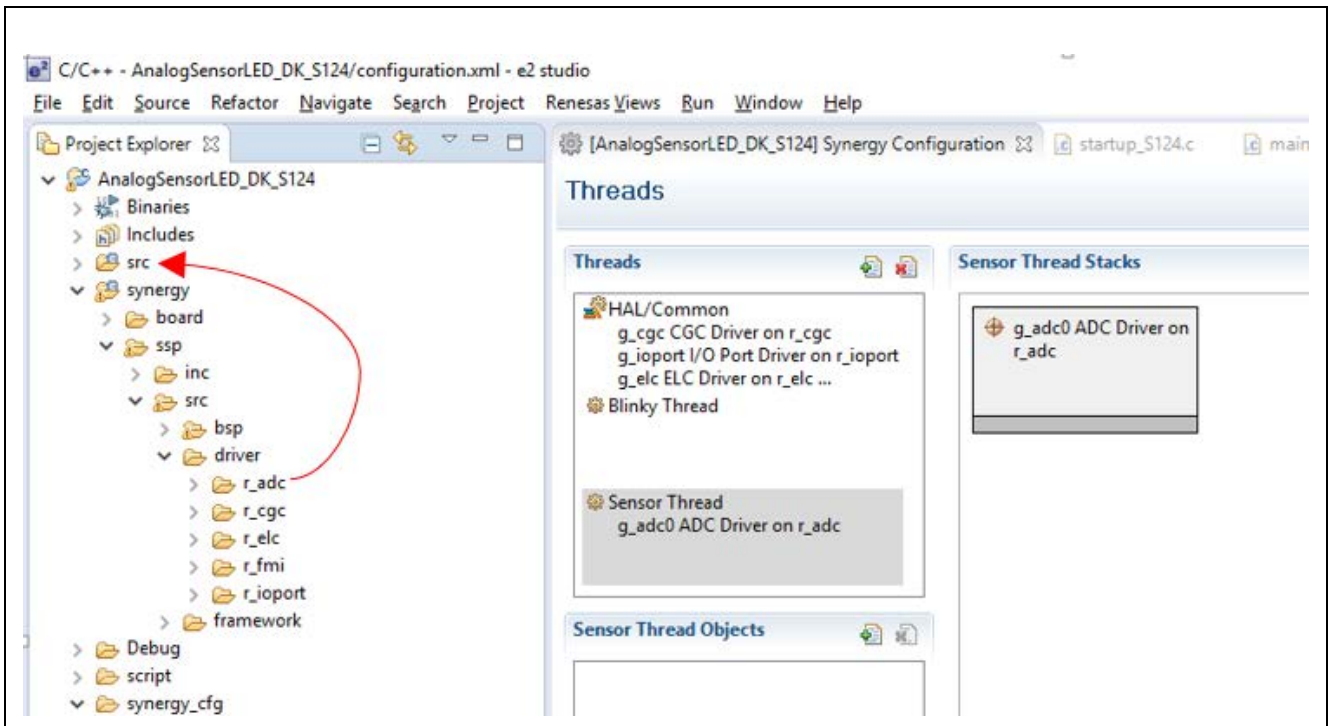 C/C++ - AnalogSensorLED_DK_S124/configuration.xml - e2 studio
File Edit Source Refactor Navigate Search Project Renesas Views Run Window Help
Project Explorer
AnalogSensorLED_DK_S124
Binaries
Includes
src
synergy
board
ssp
inc
src
bsp
driver
r_adc
r_cgc
r_elc
r_fmi
r_ioport
framework
Debug
script
synergy_cfg
[AnalogSensorLED_DK_S124] Synergy Configuration startup_S124.c main
Threads
Threads
HAL/Common
g_cgc CGC Driver on r_cgc
g_ioport I/O Port Driver on r_ioport
g_elc ELC Driver on r_elc ...
Blinky Thread
Sensor Thread
g_adc0 ADC Driver on r_adc
Sensor Thread Objects
Sensor Thread Stacks
g_adc0 ADC Driver on
r_adc